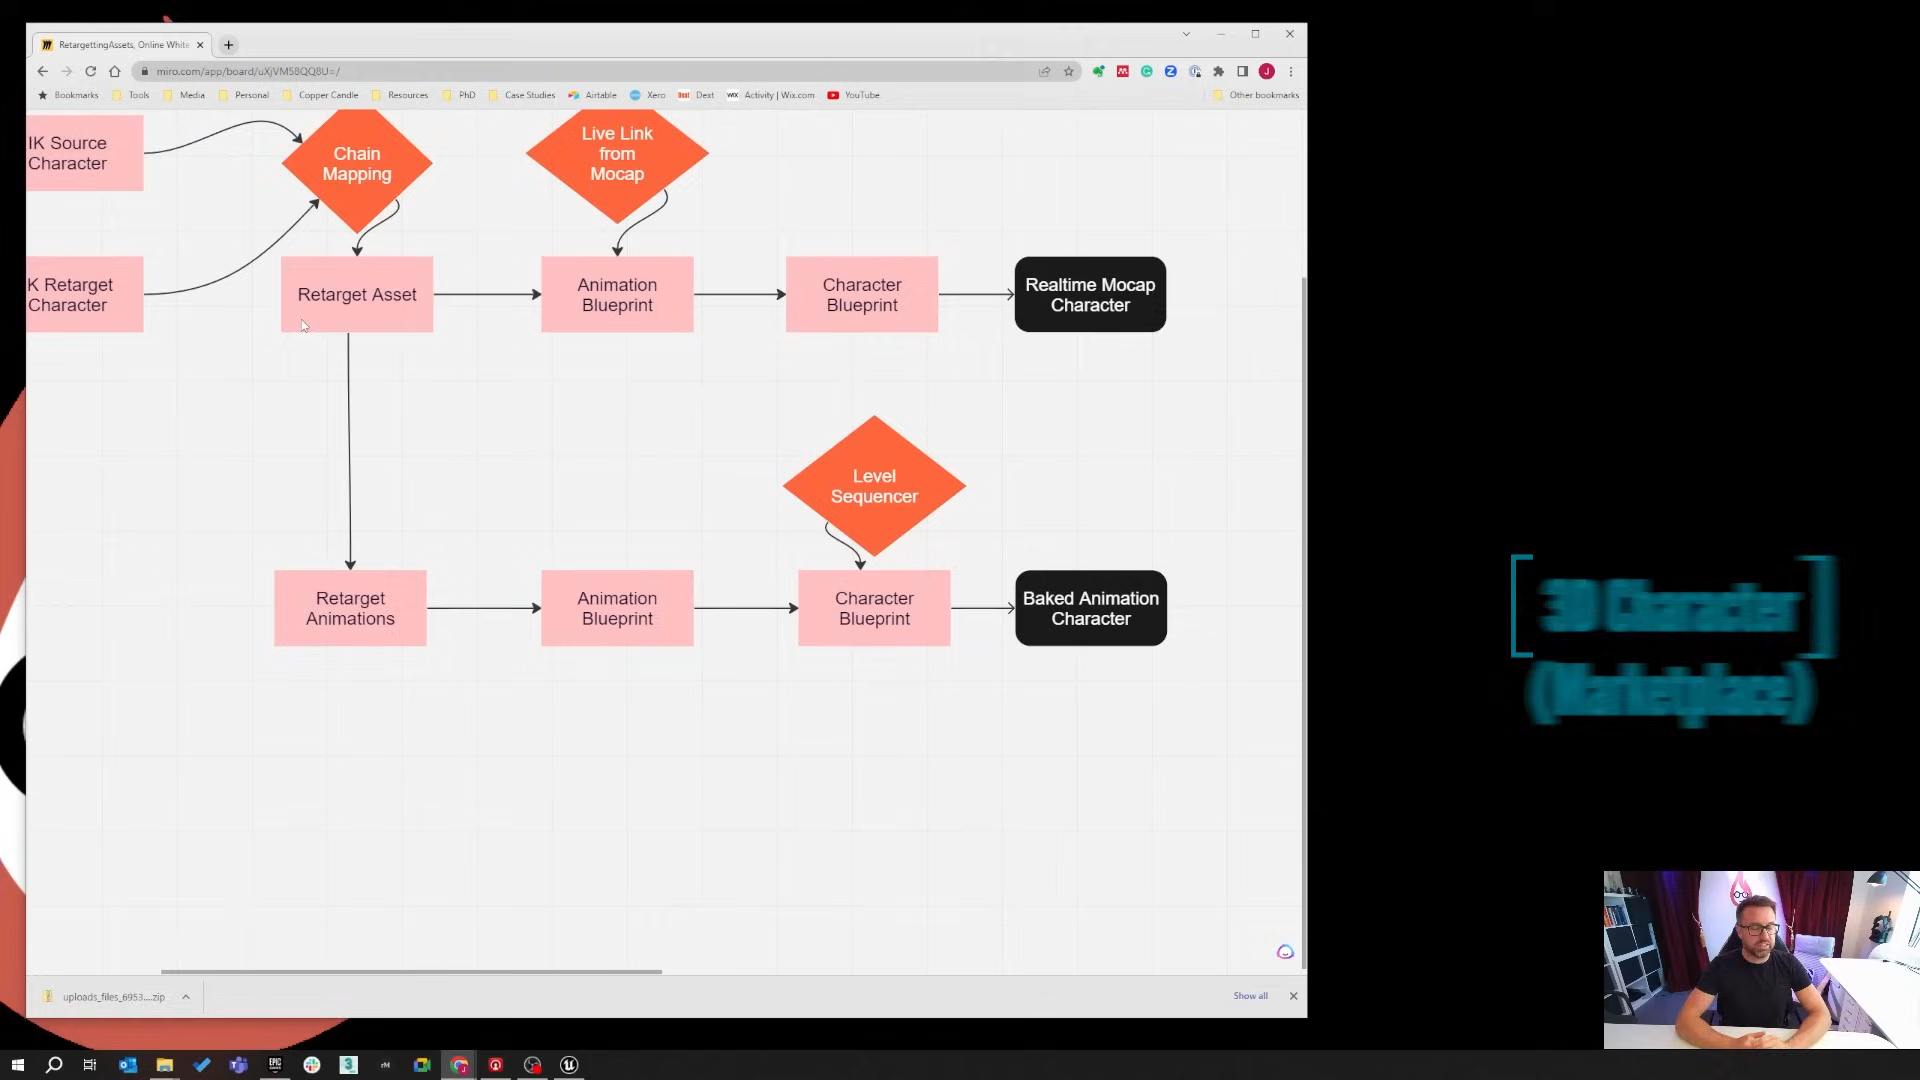 RetargettingAssets, Online White
miro.com/app/board/uXjVM58QQ8U=/
Bookmarks
Tools
Media
Personal
Copper Candle
Resources
PhD
Case Studies
Airtable
Xero
Dext
Activity | Wix.com
YouTube
Other bookmarks
IK Source
Character
Chain
Mapping
Live Link
from
Mocap
K Retarget
Character
Retarget Asset
Animation
Blueprint
Character
Blueprint
Realtime Mocap
Character
Level
Sequencer
Retarget
Animations
Animation
Blueprint
Character
Blueprint
Baked Animation
Character
3D Character
(Marketplace)
uploads_files_6953....zip
Show all